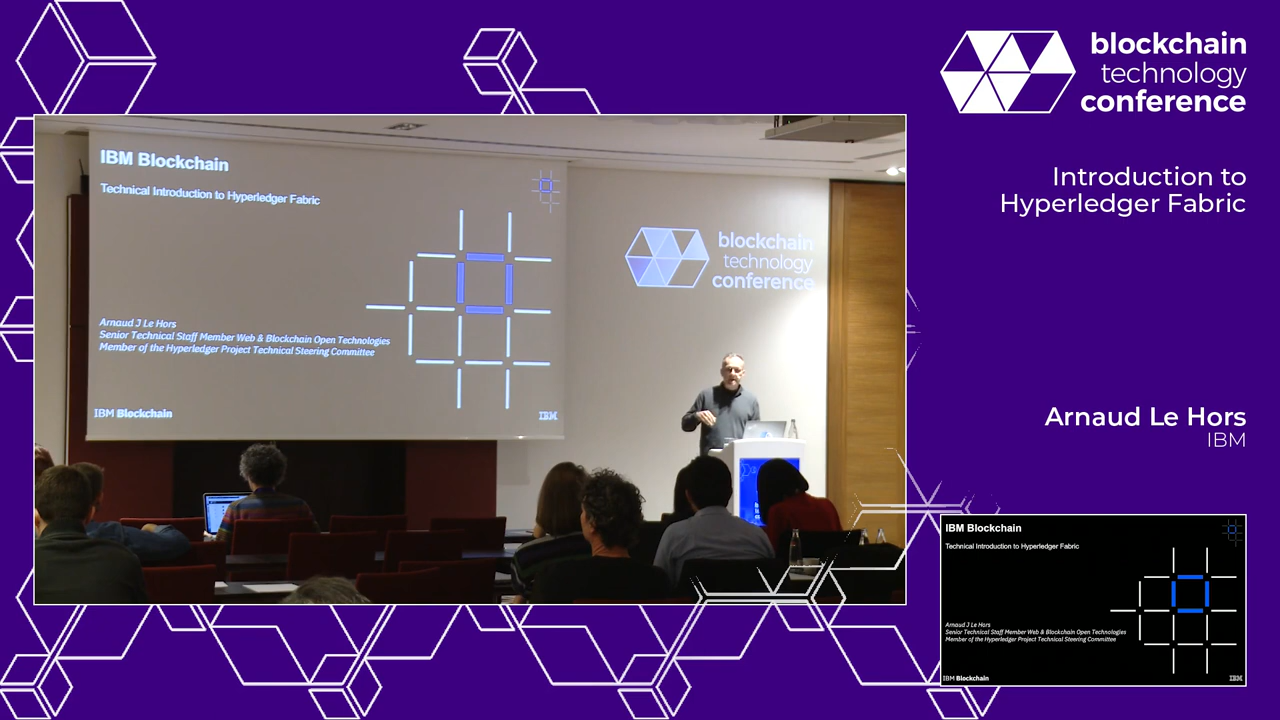 blockchain
technology
conference
Introduction to
Hyperledger Fabric
Arnaud Le Hors
IBM
IBM Blockchain
Technical Introduction to Hyperledger Fabric
Arnaud J Le Hors
Senior Technical Staff Member Web & Blockchain Open Technologies
Member of the Hyperledger Project Technical Steering Committee
IBM Blockchain
IBM
blockchain
technology
conference
IBM Blockchain
Technical Introduction to Hyperledger Fabric
Arnaud J Le Hors
Senior Technical Staff Member Web & Blockchain Open Technologies
Member of the Hyperledger Project Technical Steering Committee
IBM Blockchain
IBM